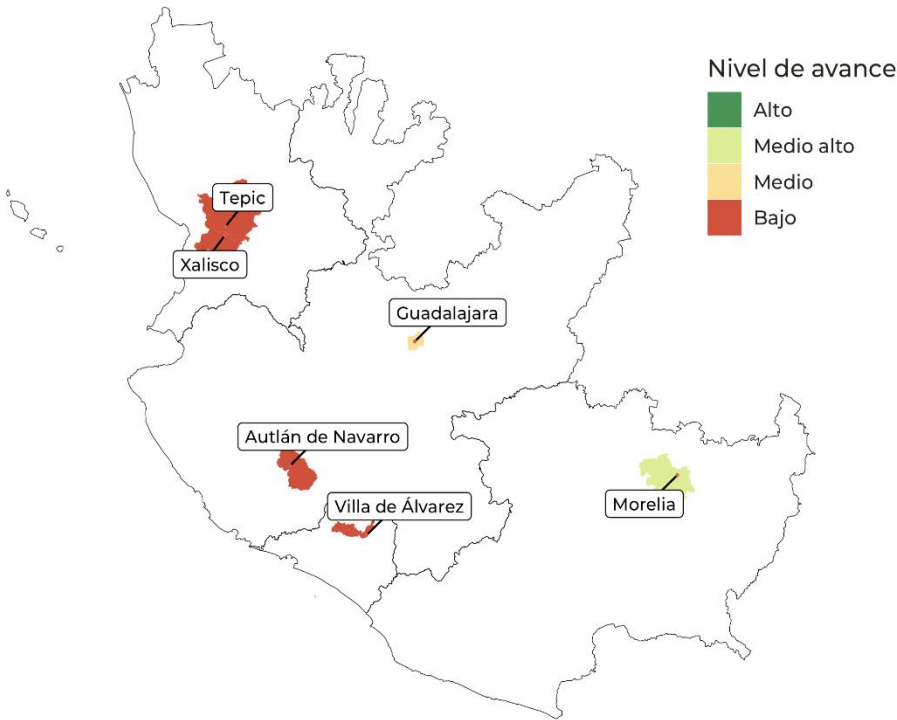 Nivel de avance
Alto
Medio alto
Medio
Bajo
Tepic
Xalisco
Guadalajara
Autlán de Navarro
Villa de Álvarez
Morelia